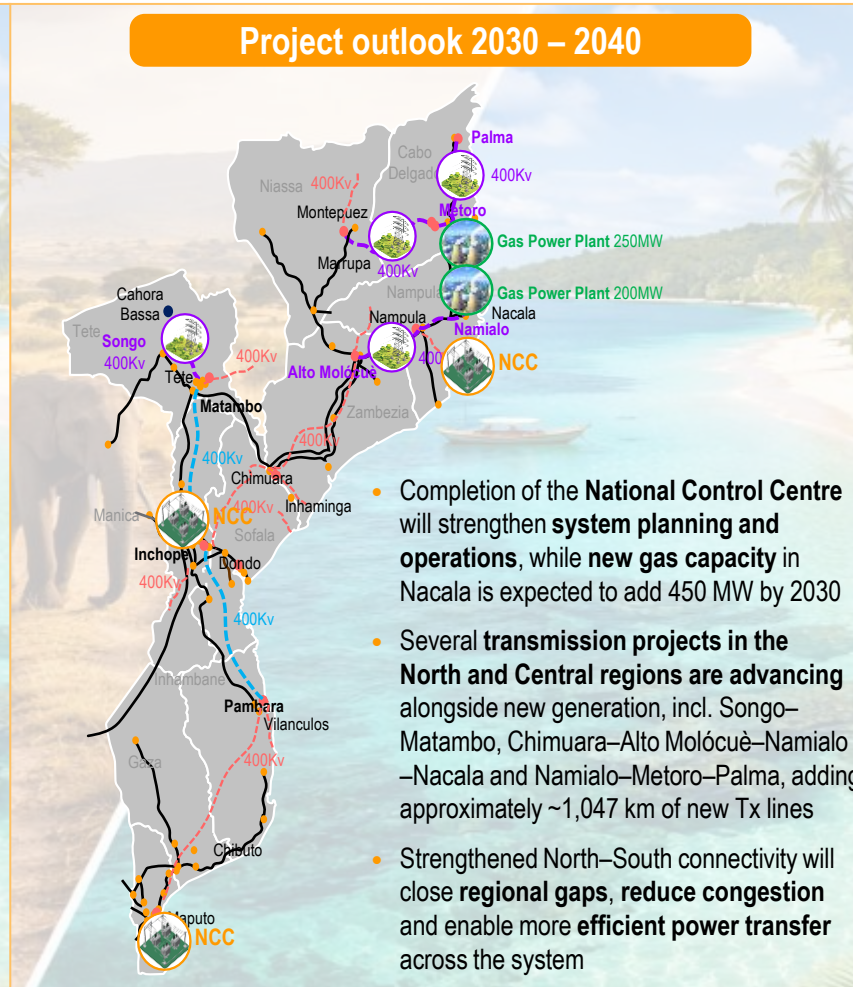 Project outlook 2030 – 2040
Palma
Cabo
Delgado
400Kv
Niassa
400Kv
Montepuez
Metoro
Gas Power Plant 250MW
Marrupa
400Kv
Cahora
Bassa
Nampula
Gas Power Plant 200MW
Nacala
Tete
Songo
Nampula
Namialo
400Kv
400Kv
400
NCC
Alto Molócuè
Tete
Matambo
Zambezia
400Kv
400Kv
Chimuara
400Kv
Inhaminga
Manica
NCC
Sofala
Inchope
Dondo
400Kv
400Kv
Inhambane
Pambara
Vilanculos
Gaza
400Kv
Chibuto
Maputo
NCC
• Completion of the National Control Centre
will strengthen system planning and
operations, while new gas capacity in
Nacala is expected to add 450 MW by 2030
• Several transmission projects in the
North and Central regions are advancing
alongside new generation, incl. Songo–
Matambo, Chimuara–Alto Molócuè–Namialo
–Nacala and Namialo–Metoro–Palma, adding
approximately ~1,047 km of new Tx lines
• Strengthened North–South connectivity will
close regional gaps, reduce congestion
and enable more efficient power transfer
across the system